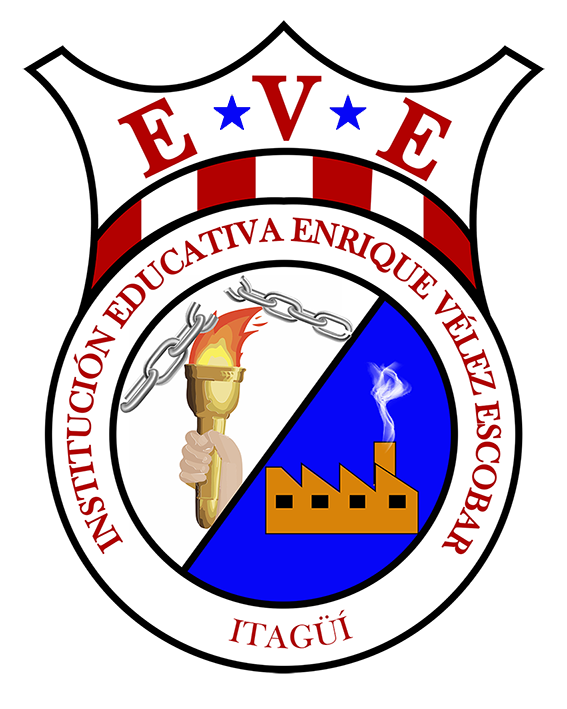 E V E
INSTITUCIÓN EDUCATIVA ENRIQUE VÉLEZ ESCOBAR
ITAGÜÍ